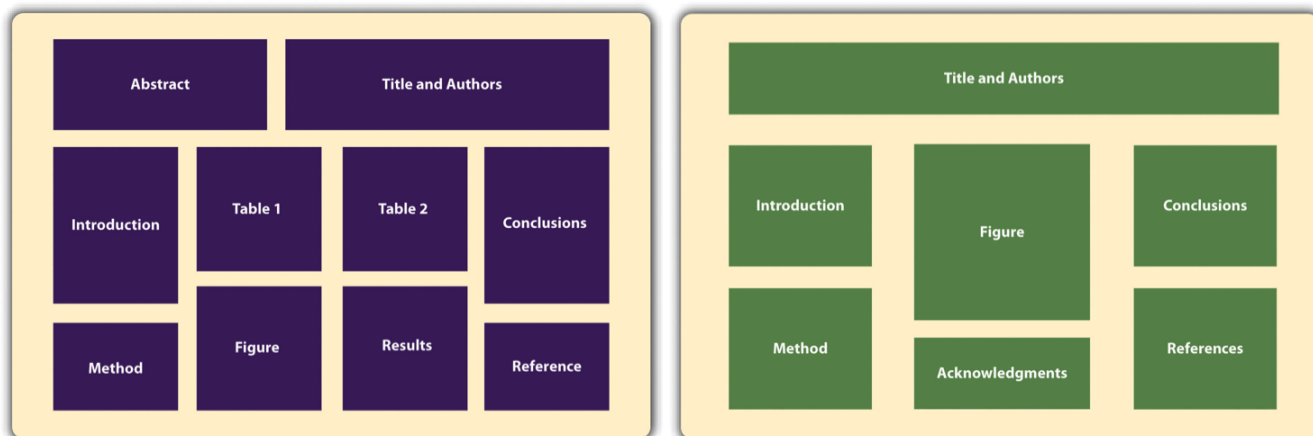 Abstract
Title and Authors
Introduction
Table 1
Table 2
Conclusions
Method
Figure
Results
Reference
Title and Authors
Introduction
Figure
Conclusions
Method
Acknowledgments
References